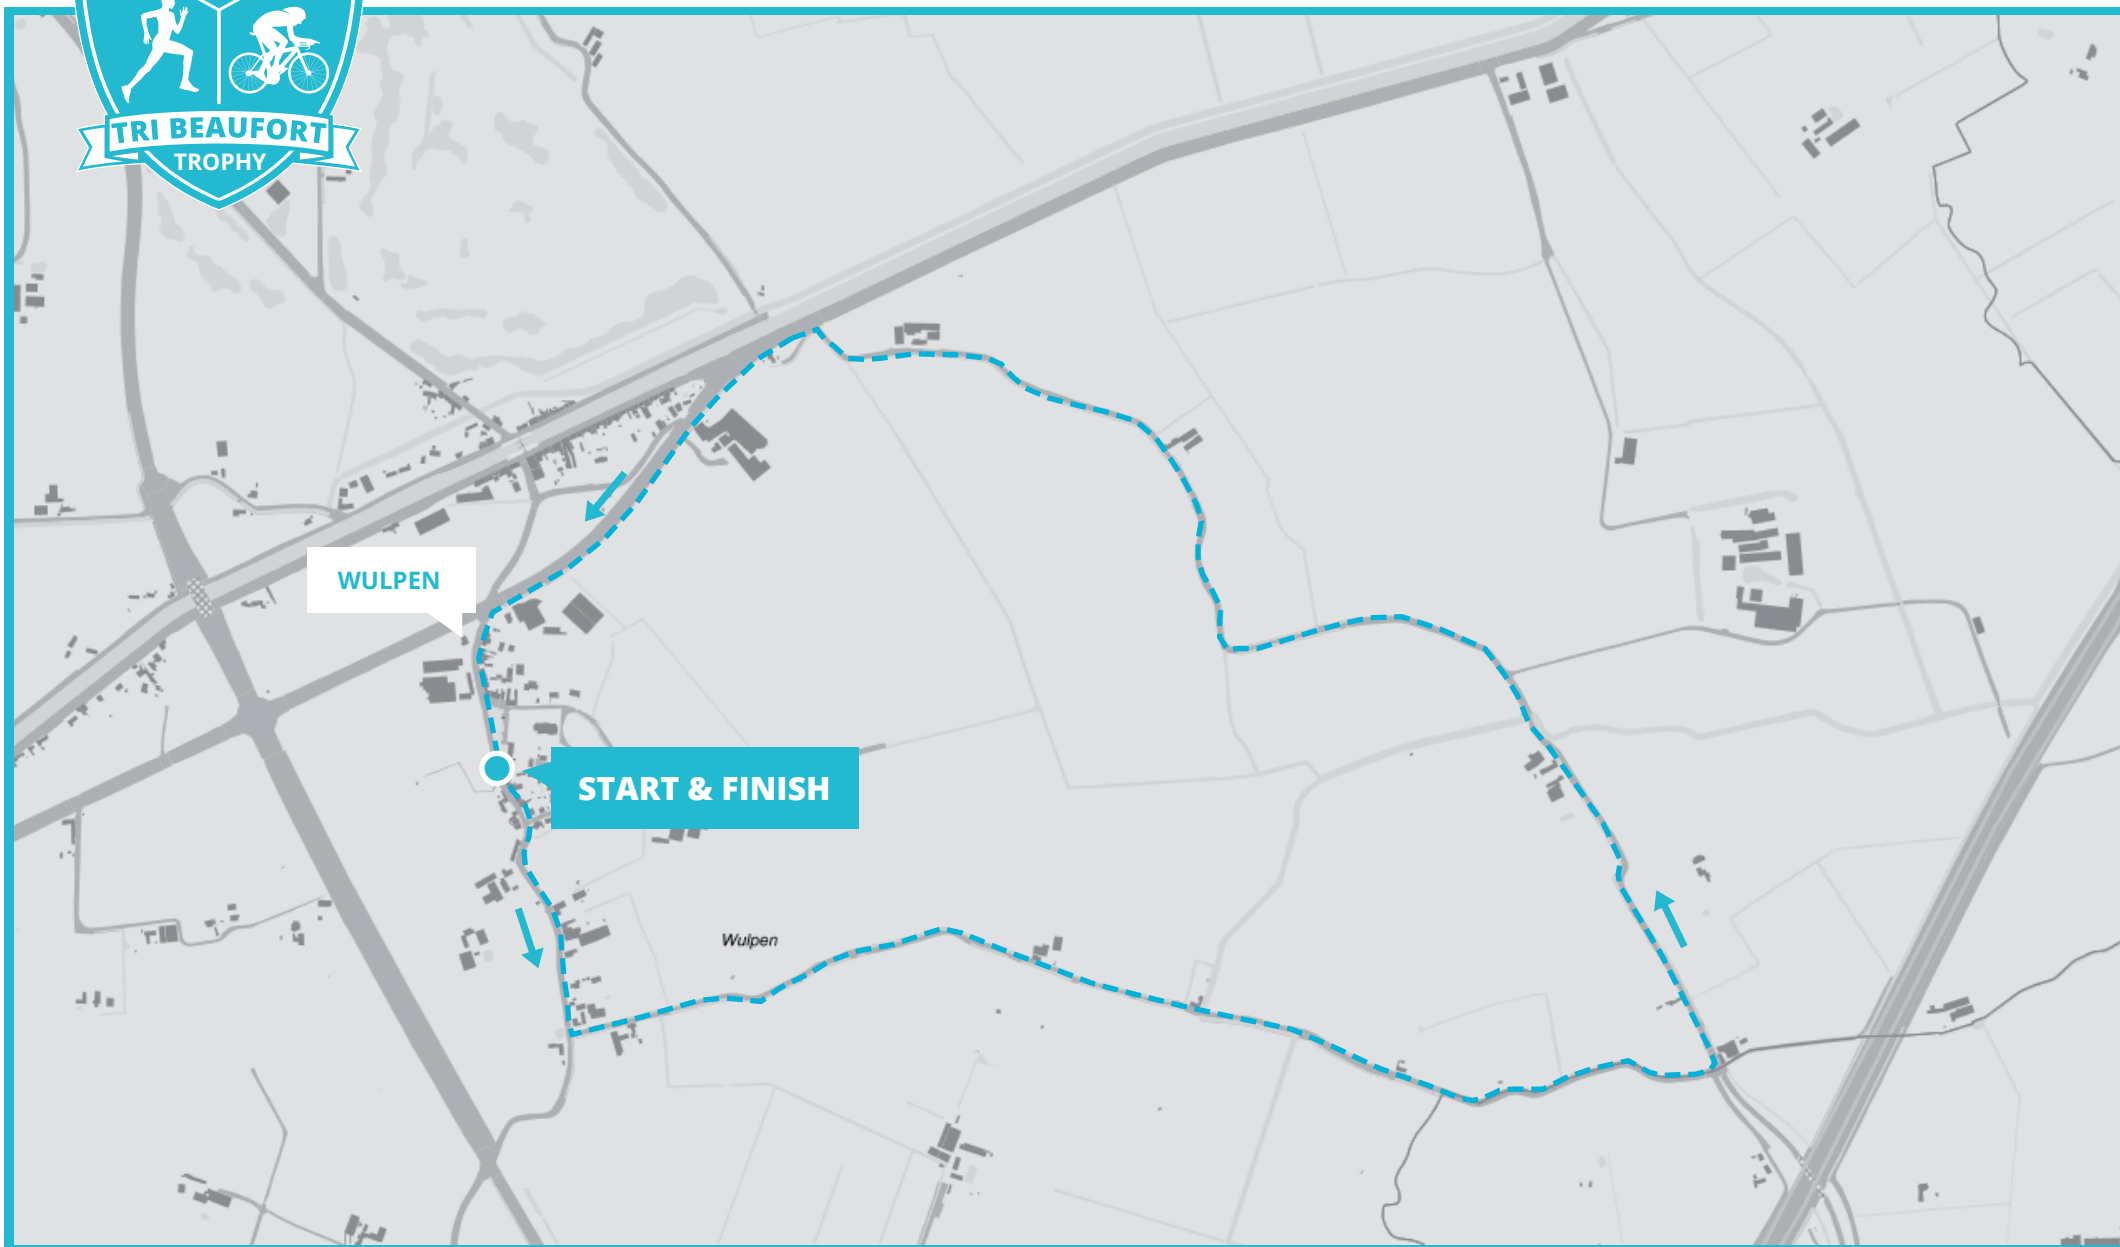 TRI BEAUFORT
TROPHY
WULPEN
START & FINISH
Wulpen